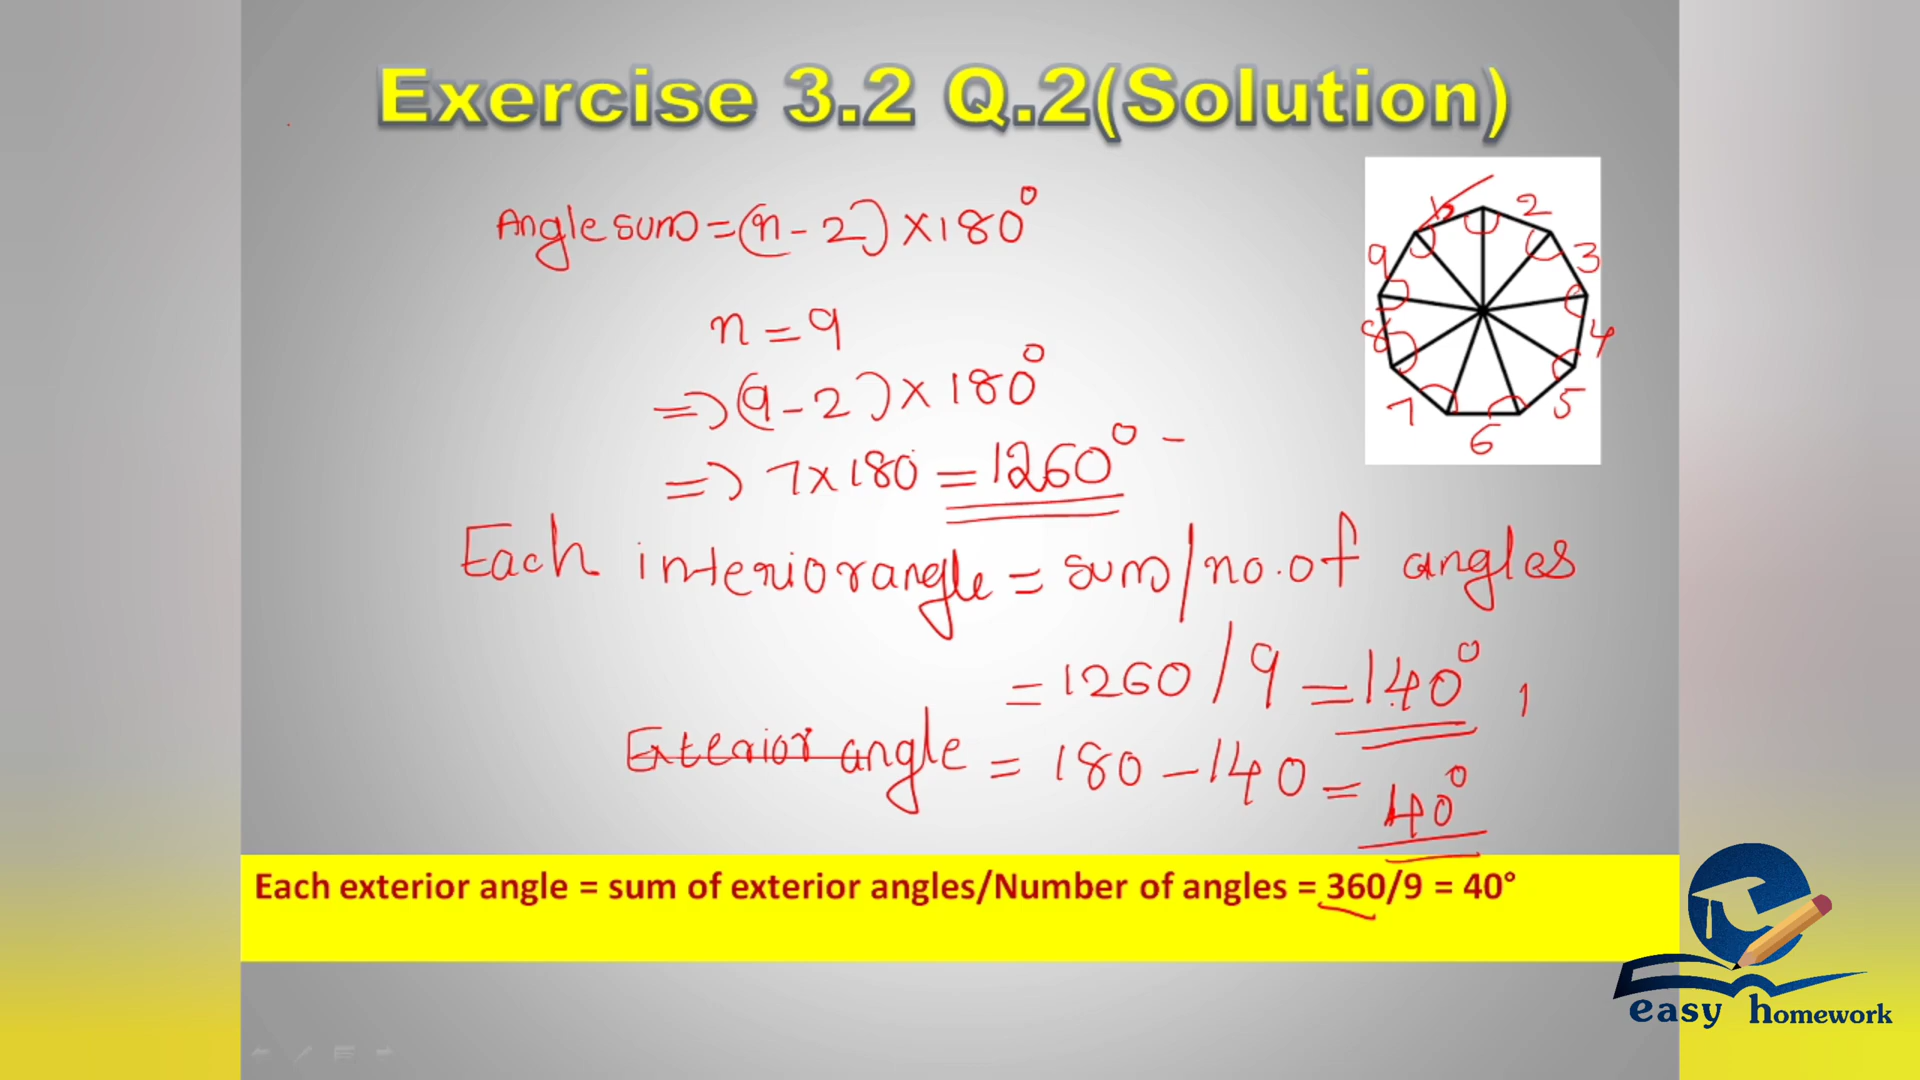 Exercise 3.2 Q.2(Solution)
Angle sum = (n - 2) × 180°
n = 9
=> (9 - 2) × 180°
=> 7 × 180 = 1260° -
Each interior angle = sum / no. of angles
= 1260 / 9 = 140° ,
Exterior angle = 180 - 140 = 40°
Each exterior angle = sum of exterior angles/Number of angles = 360/9 = 40°
2
9
3
8
4
7
5
6
easy homework